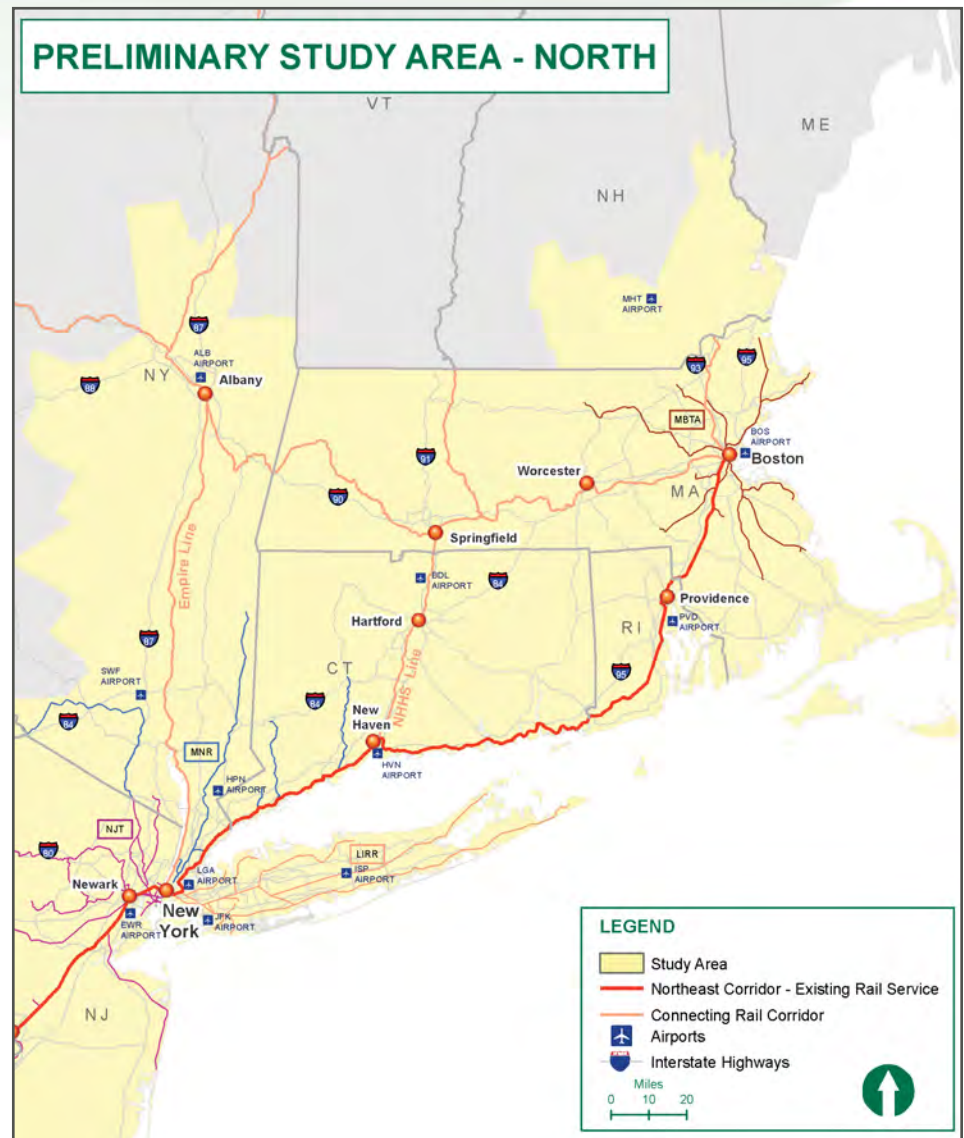 PRELIMINARY STUDY AREA - NORTH
VT
ME
NH
MHT
AIRPORT
87
ALB
AIRPORT
NY
Albany
88
93
95
MBTA
BOS
AIRPORT
Boston
91
Worcester
MA
90
Springfield
Empire Line
BDL
AIRPORT
84
Hartford
Providence
PVD
AIRPORT
RI
87
CT
NHHS Line
95
SWF
AIRPORT
84
84
New
Haven
MNR
HVN
AIRPORT
HPN
AIRPORT
NJT
80
LIRR
ISP
AIRPORT
LGA
AIRPORT
Newark
New
York
JFK
AIRPORT
EWR
AIRPORT
NJ
LEGEND
Study Area
Northeast Corridor - Existing Rail Service
Connecting Rail Corridor
Airports
Interstate Highways
Miles
0 10 20